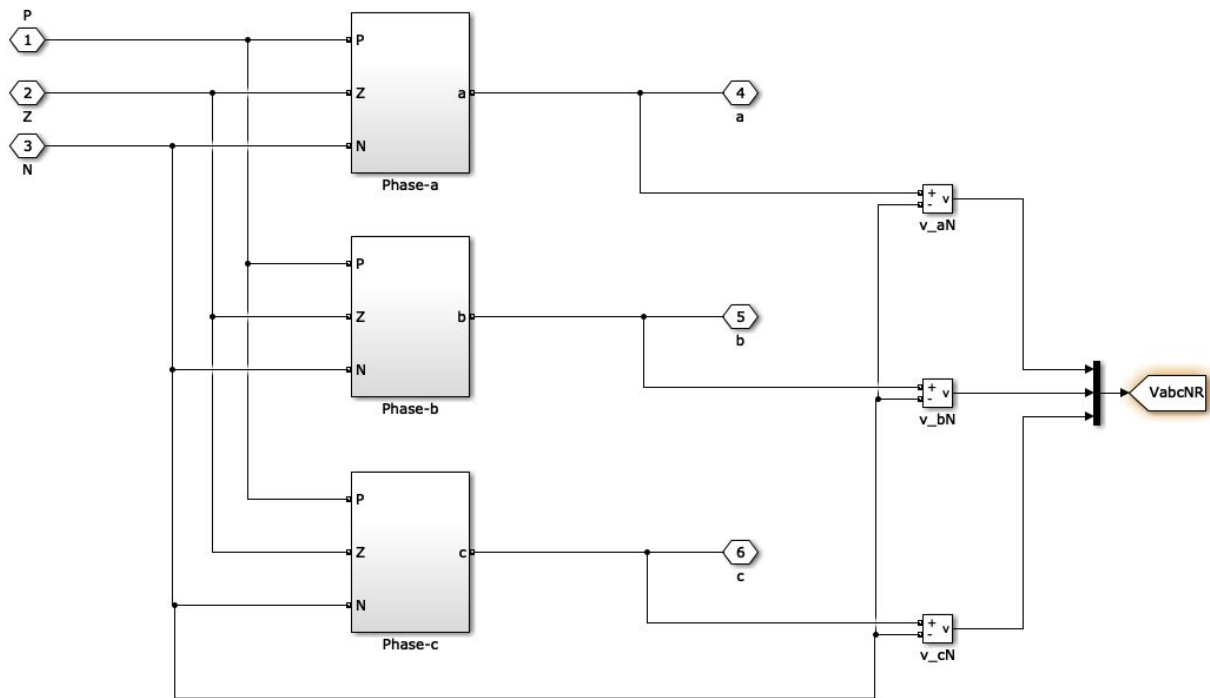 P
1
2
Z
3
N
P
Z
N
a
Phase-a
4
a
P
Z
N
b
Phase-b
5
b
P
Z
N
c
Phase-c
6
c
+
-
v
v_aN
+
-
v
v_bN
+
-
v
v_cN
VabcNR